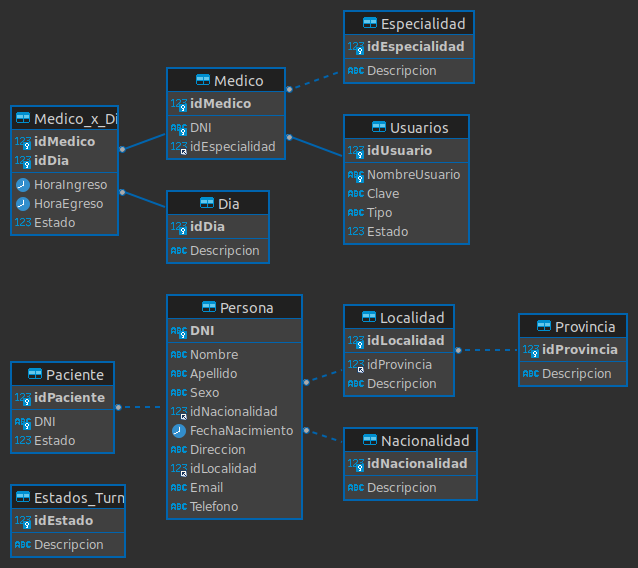 Especialidad
123 idEspecialidad
ABC Descripcion
Medico
123 idMedico
ABC DNI
123 idEspecialidad
Medico_x_Di
123 idMedico
123 idDia
HoraIngreso
HoraEgreso
123 Estado
Usuarios
123 idUsuario
ABC NombreUsuario
ABC Clave
ABC Tipo
123 Estado
Dia
123 idDia
ABC Descripcion
Persona
ABC DNI
ABC Nombre
ABC Apellido
ABC Sexo
123 idNacionalidad
FechaNacimiento
ABC Direccion
123 idLocalidad
ABC Email
ABC Telefono
Localidad
123 idLocalidad
123 idProvincia
ABC Descripcion
Provincia
123 idProvincia
ABC Descripcion
Paciente
123 idPaciente
ABC DNI
123 Estado
Nacionalidad
123 idNacionalidad
ABC Descripcion
Estados_Turn
123 idEstado
ABC Descripcion